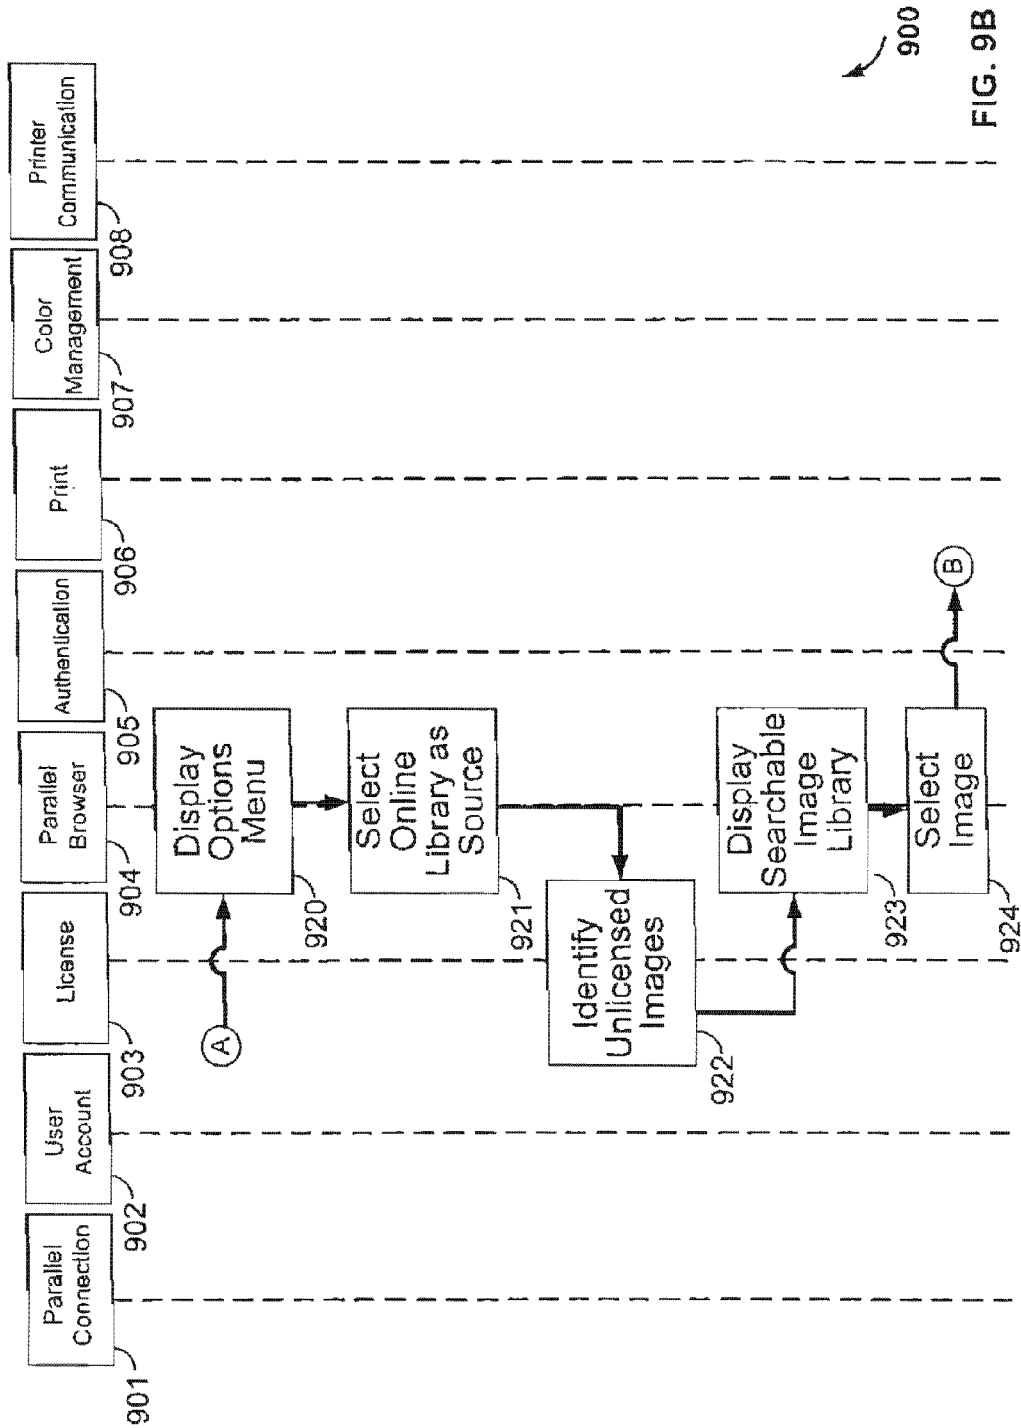 Parallel
Connection
901
User
Account
902
License
903
Parallel
Browser
904
Authentication
905
Print
906
Color
Management
907
Printer
Communication
908
A
Display
Options
Menu
920
Select
Online
Library as
Source
921
Identify
Unlicensed
Images
922
Display
Searchable
Image
Library
923
Select
Image
924
B
900
FIG. 9B